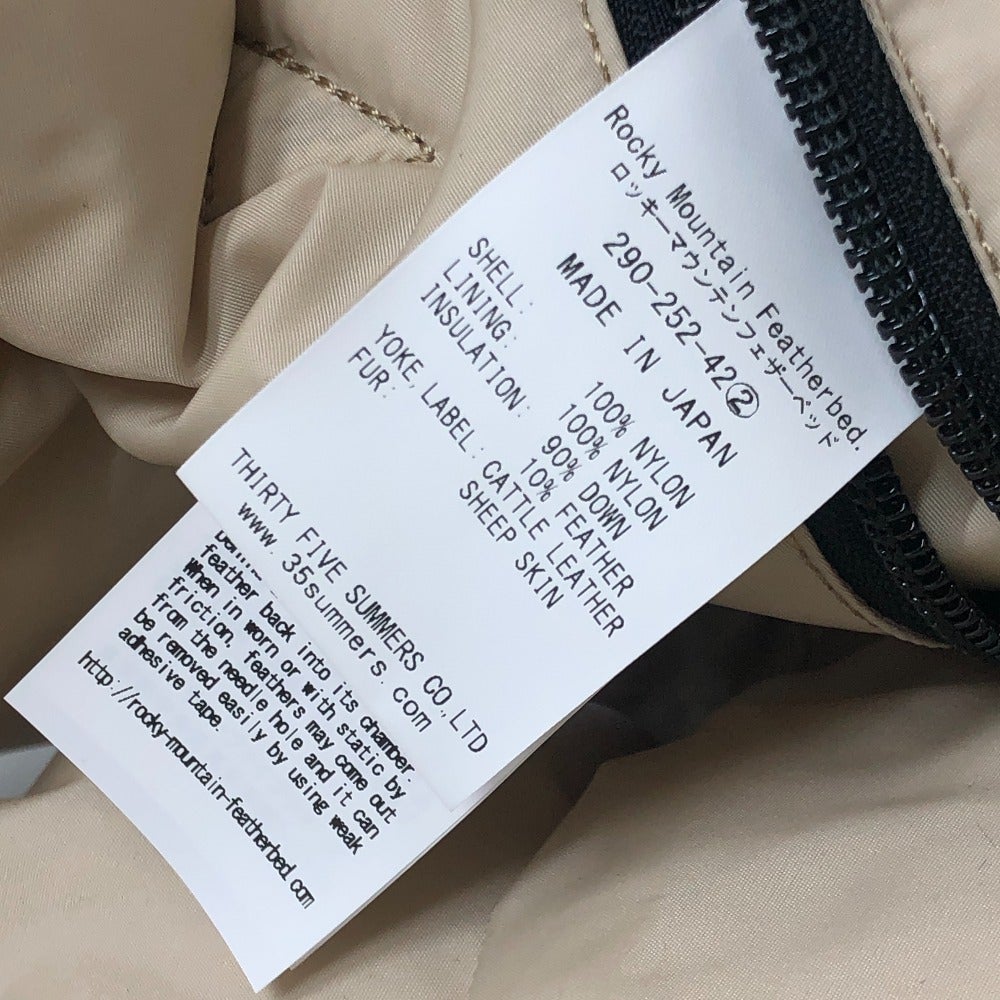 Rocky Mountain Featherbed.
ロッキーマウンテンフェザーベッド
290-252-42②
MADE IN JAPAN
SHELL: 100% NYLON
LINING: 100% NYLON
INSULATION: 90% DOWN
10% FEATHER
YOKE,LABEL: CATTLE LEATHER
FUR: SHEEP SKIN
THIRTY FIVE SUMMERS CO.,LTD
www.35summers.com
feather back into its chamber.
When in worn or with static by
friction, feathers may come out
from the needle hole and it can
be removed easily by using weak
adhesive tape.
http://rocky-mountain-featherbed.com